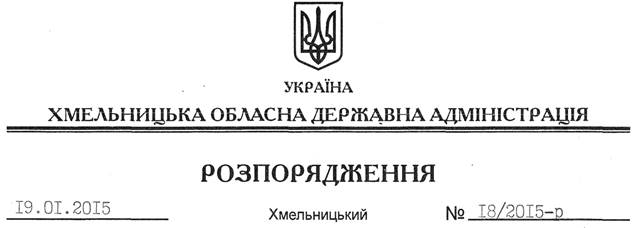 УКРАЇНА
ХМЕЛЬНИЦЬКА ОБЛАСНА ДЕРЖАВНА АДМІНІСТРАЦІЯ
РОЗПОРЯДЖЕННЯ
19.01.2015 Хмельницький № 18/2015-р